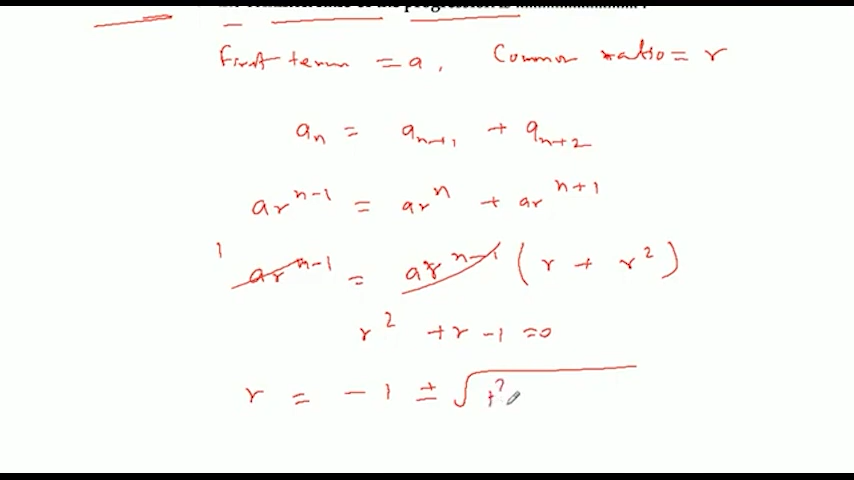 First term = a, Common ratio = r
aₙ = aₙ₊₁ + aₙ₊₂
arⁿ⁻¹ = arⁿ + arⁿ⁺¹
1 arⁿ⁻¹ = arⁿ⁻¹ (r + r²)
r² + r - 1 = 0
r = - 1 ± √